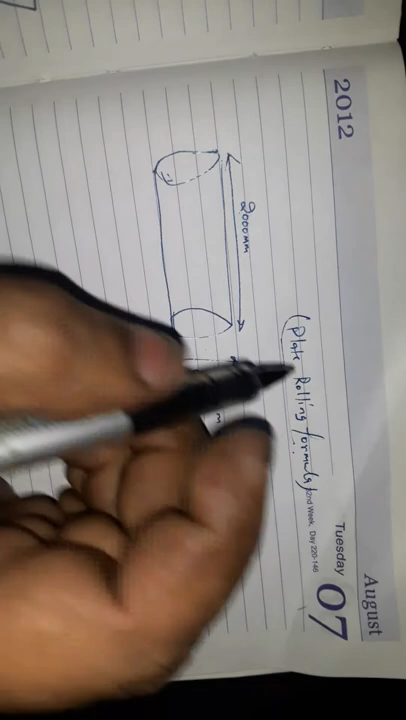 2012
August
Tuesday 07
32nd Week, Day 220-146
(Plate Rolling formula)
2000mm
m